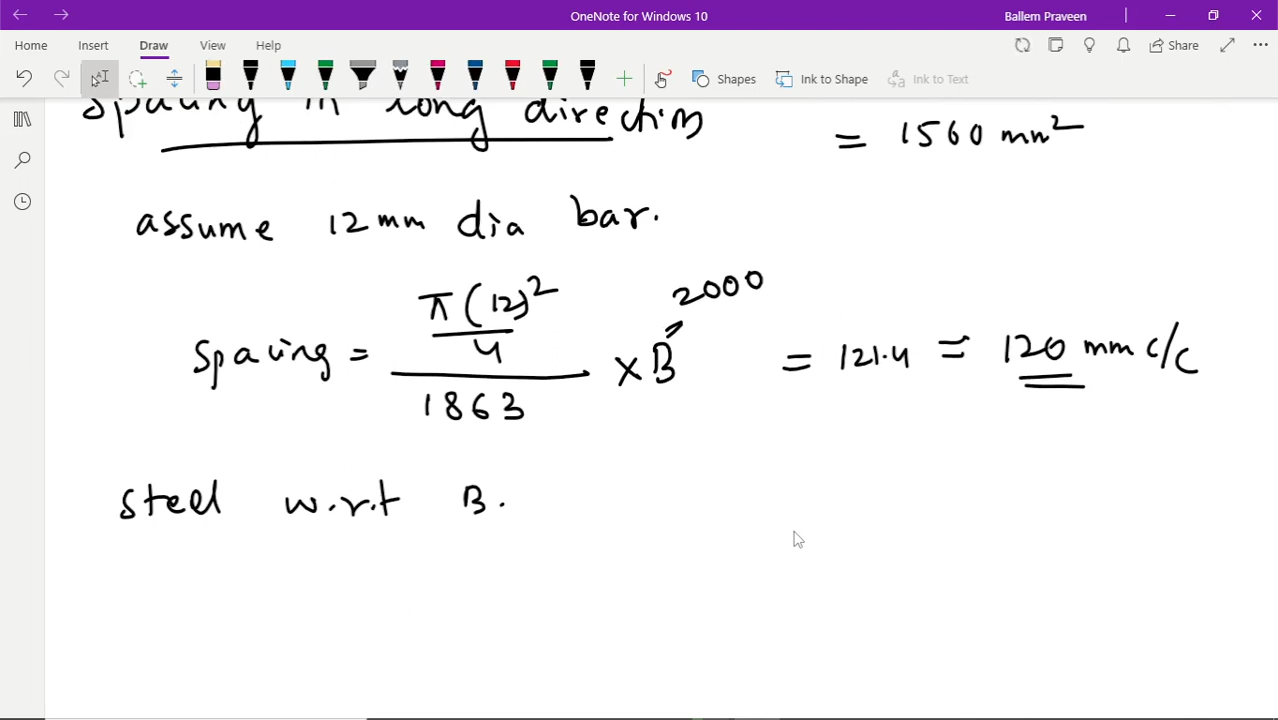 OneNote for Windows 10
Ballem Praveen
Home Insert Draw View Help
Share
Shapes
Ink to Shape
Ink to Text
Spacing in long direction
= 1560 mm²
assume 12mm dia bar.
Spacing = π(12)²/4 / 1863 × B → 2000 = 121.4 ≈ 120 mm c/c
steel w.r.t B.